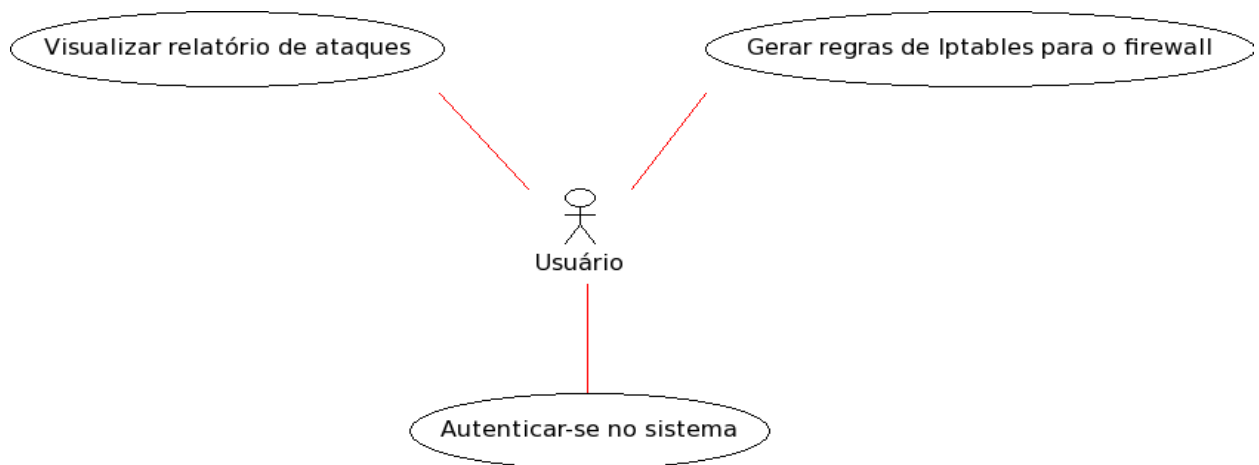 Visualizar relatório de ataques
Gerar regras de Iptables para o firewall
Usuário
Autenticar-se no sistema